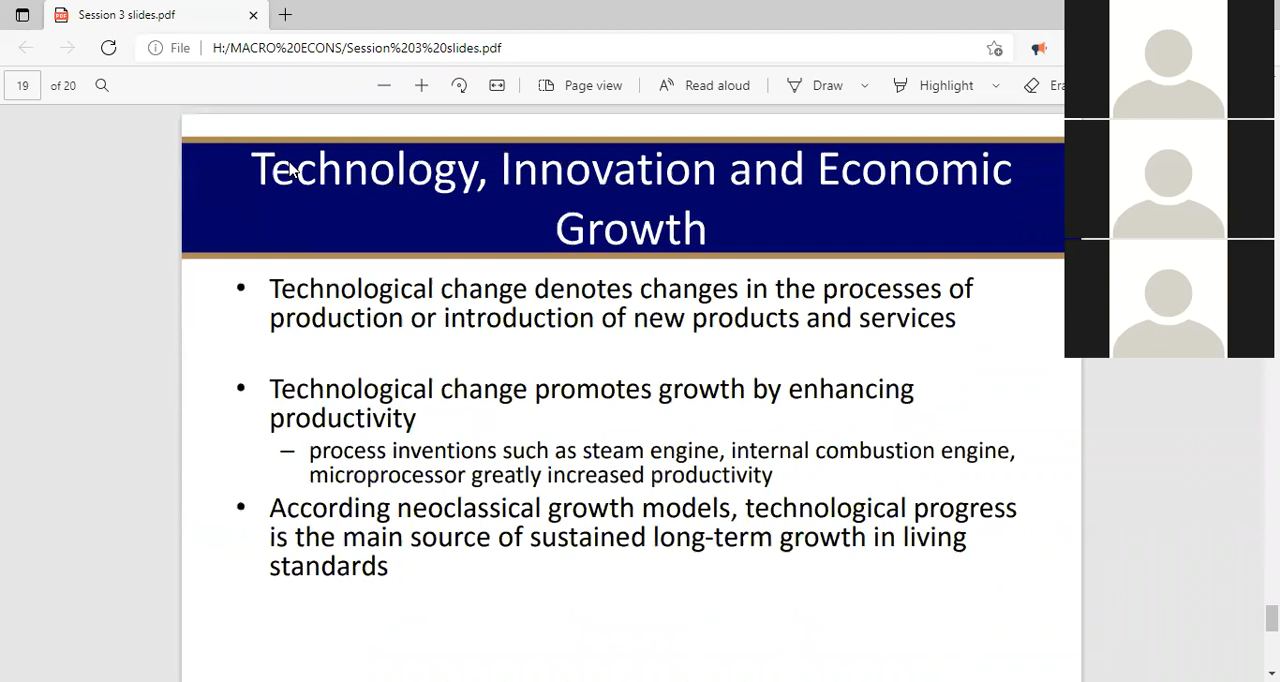 Session 3 slides.pdf
File H:/MACRO%20ECONS/Session%203%20slides.pdf
19 of 20 Page view Read aloud Draw Highlight Era
Technology, Innovation and Economic
Growth
• Technological change denotes changes in the processes of
production or introduction of new products and services
• Technological change promotes growth by enhancing
productivity
– process inventions such as steam engine, internal combustion engine,
microprocessor greatly increased productivity
• According neoclassical growth models, technological progress
is the main source of sustained long-term growth in living
standards